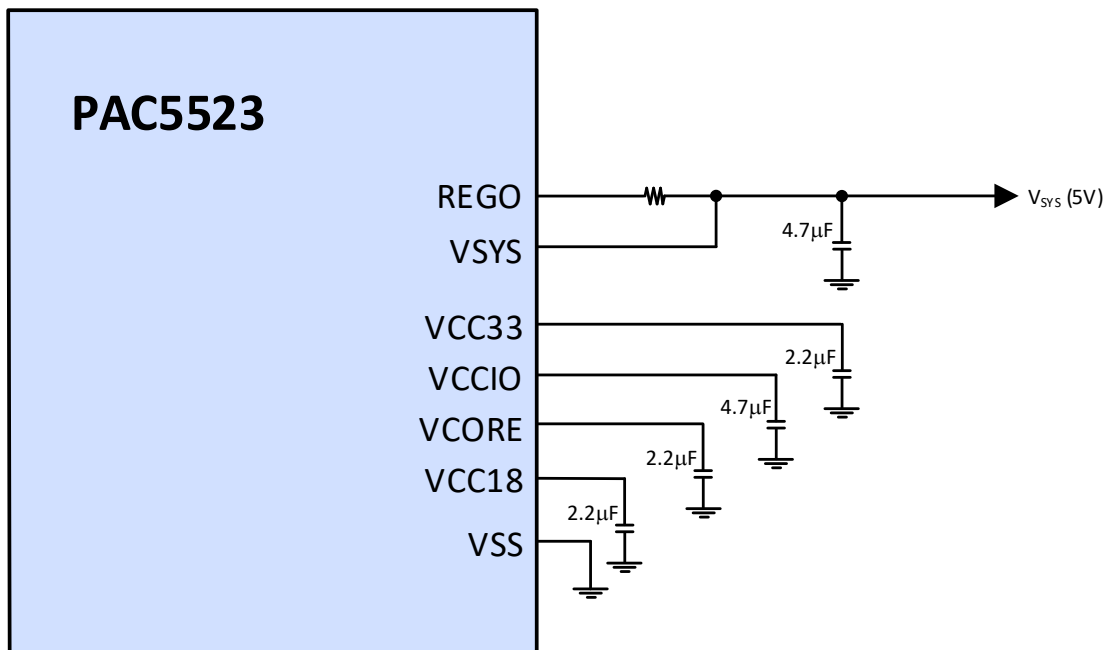 PAC5523
REGO
V_SYS (5V)
VSYS
4.7µF
VCC33
2.2µF
VCCIO
4.7µF
VCORE
2.2µF
VCC18
2.2µF
VSS